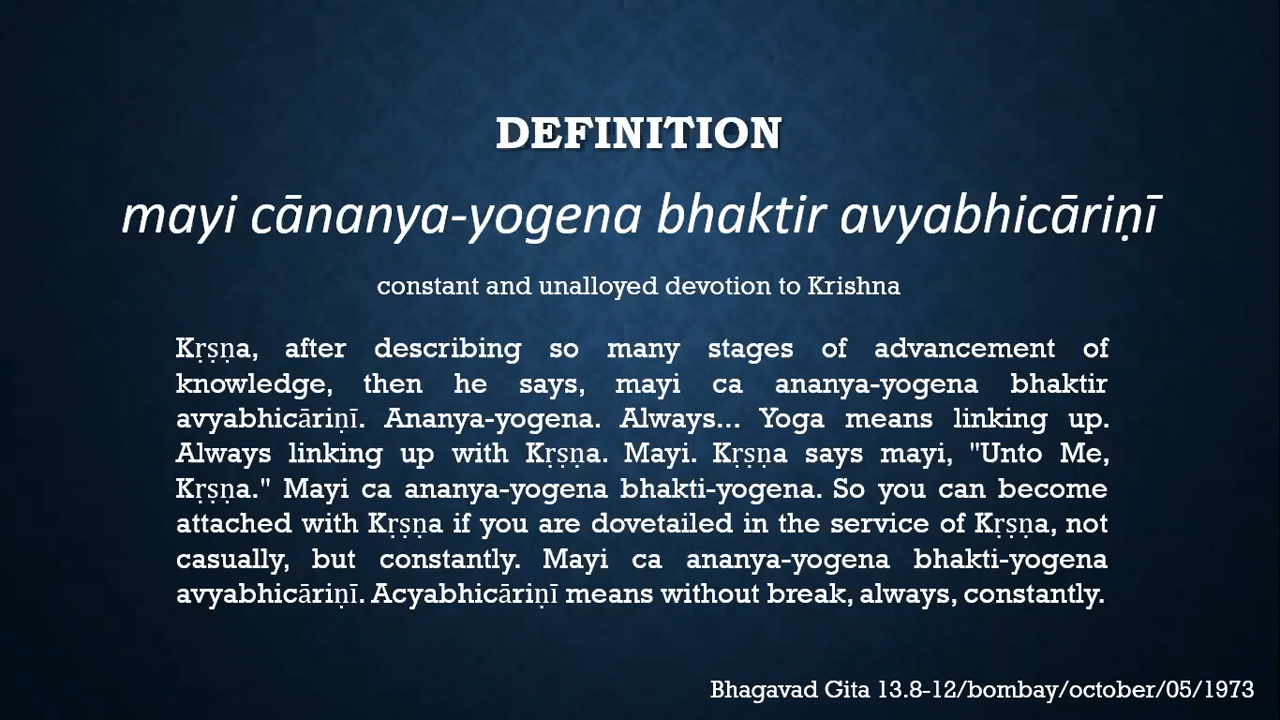 DEFINITION
mayi cānanya-yogena bhaktir avyabhicāriṇī
constant and unalloyed devotion to Krishna
Kṛṣṇa, after describing so many stages of advancement of
knowledge, then he says, mayi ca ananya-yogena bhaktir
avyabhicāriṇī. Ananya-yogena. Always... Yoga means linking up.
Always linking up with Kṛṣṇa. Mayi. Kṛṣṇa says mayi, "Unto Me,
Kṛṣṇa." Mayi ca ananya-yogena bhakti-yogena. So you can become
attached with Kṛṣṇa if you are dovetailed in the service of Kṛṣṇa, not
casually, but constantly. Mayi ca ananya-yogena bhakti-yogena
avyabhicāriṇī. Acyabhicāriṇī means without break, always, constantly.
Bhagavad Gita 13.8-12/bombay/october/05/1973